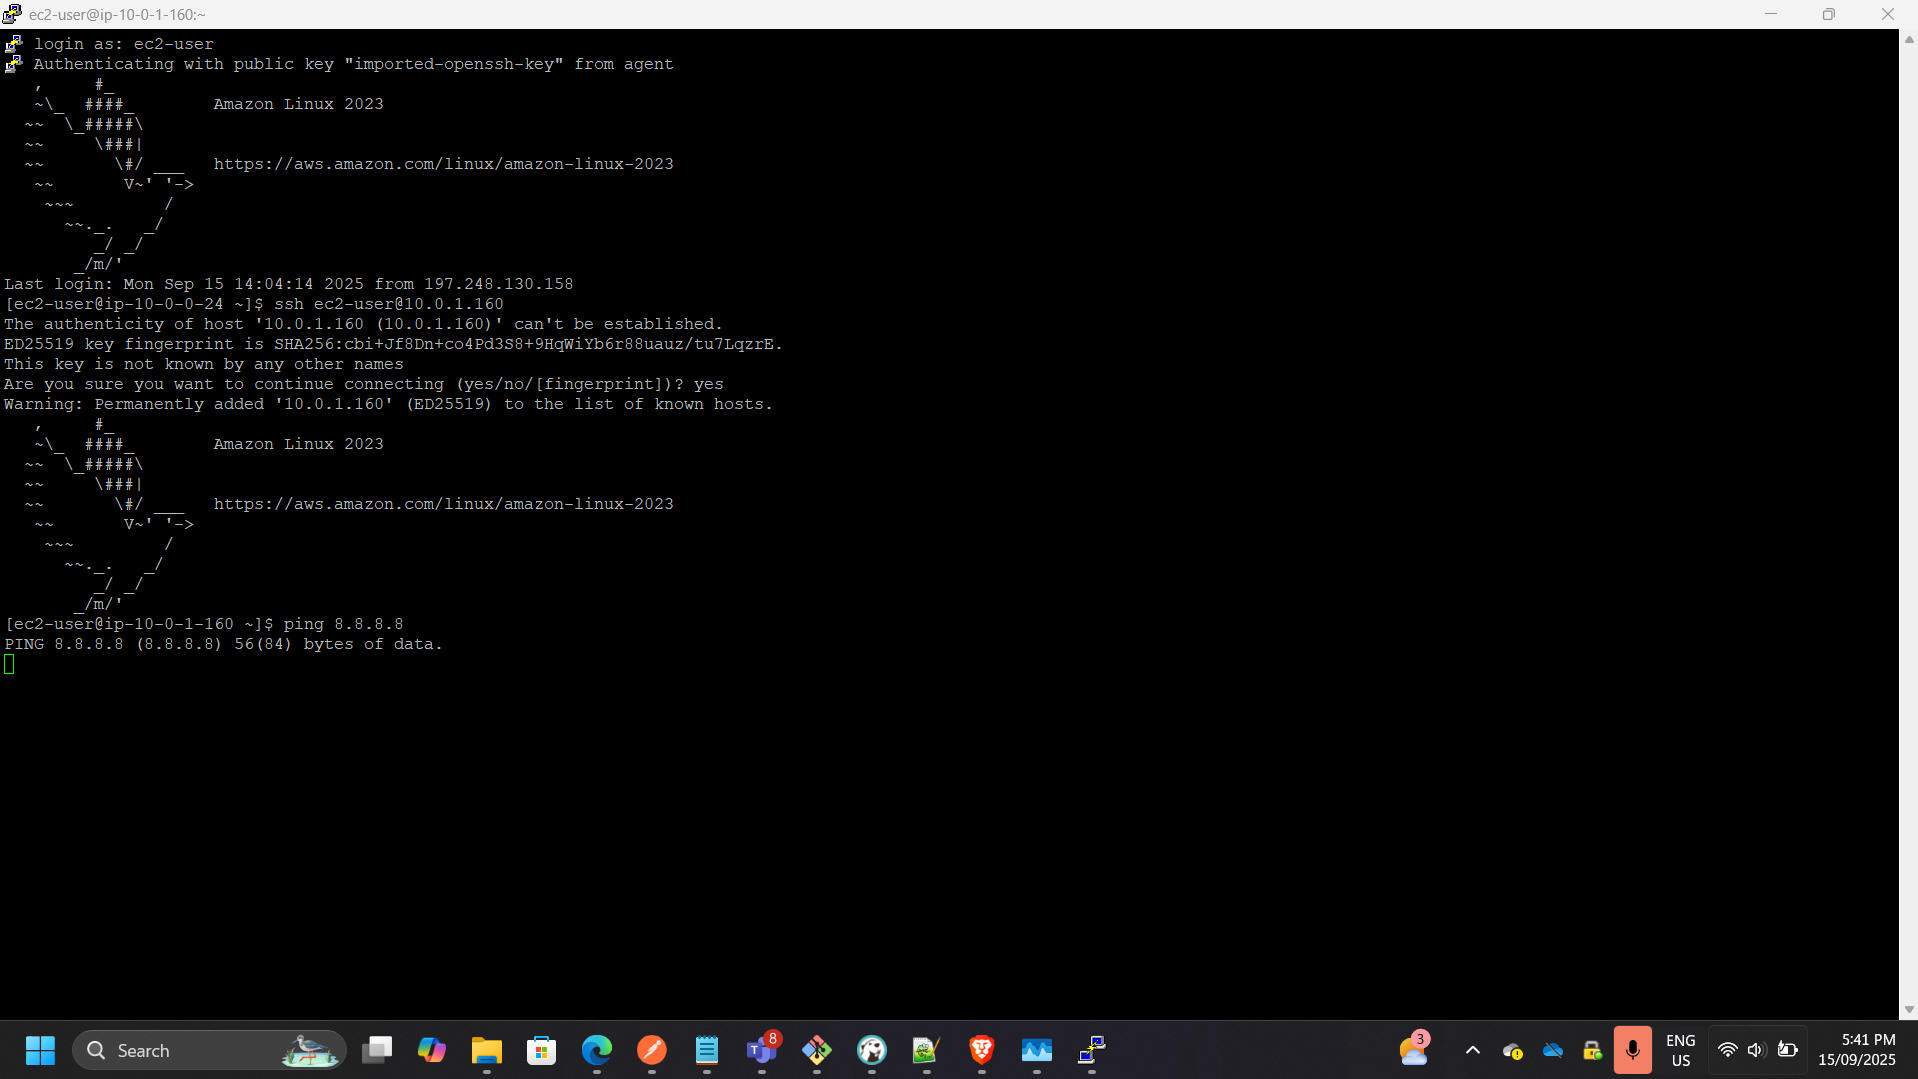 ec2-user@ip-10-0-1-160:~
login as: ec2-user
Authenticating with public key "imported-openssh-key" from agent
   ,     #_
   ~\_  ####_        Amazon Linux 2023
  ~~  \_#####\
  ~~     \###|
  ~~       \#/ ___   https://aws.amazon.com/linux/amazon-linux-2023
   ~~       V~' '->
    ~~~         /
      ~~._.   _/
         _/ _/
       _/m/'
Last login: Mon Sep 15 14:04:14 2025 from 197.248.130.158
[ec2-user@ip-10-0-0-24 ~]$ ssh ec2-user@10.0.1.160
The authenticity of host '10.0.1.160 (10.0.1.160)' can't be established.
ED25519 key fingerprint is SHA256:cbi+Jf8Dn+co4Pd3S8+9HqWiYb6r88uauz/tu7LqzrE.
This key is not known by any other names
Are you sure you want to continue connecting (yes/no/[fingerprint])? yes
Warning: Permanently added '10.0.1.160' (ED25519) to the list of known hosts.
   ,     #_
   ~\_  ####_        Amazon Linux 2023
  ~~  \_#####\
  ~~     \###|
  ~~       \#/ ___   https://aws.amazon.com/linux/amazon-linux-2023
   ~~       V~' '->
    ~~~         /
      ~~._.   _/
         _/ _/
       _/m/'
[ec2-user@ip-10-0-1-160 ~]$ ping 8.8.8.8
PING 8.8.8.8 (8.8.8.8) 56(84) bytes of data.
Search
8
3
ENG
US
5:41 PM
15/09/2025